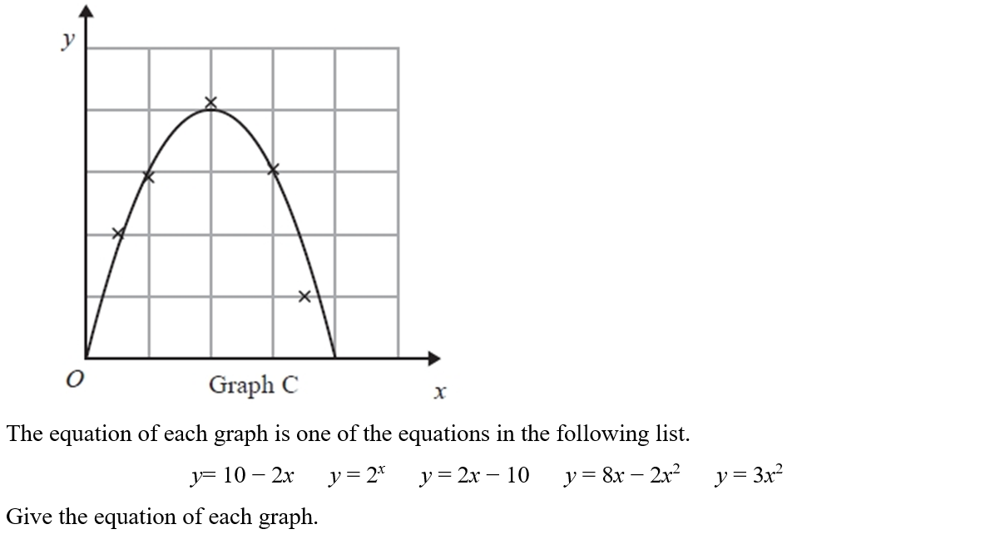 y
O
Graph C
x
The equation of each graph is one of the equations in the following list.
y= 10 – 2x y = 2ˣ y = 2x – 10 y = 8x – 2x² y = 3x²
Give the equation of each graph.